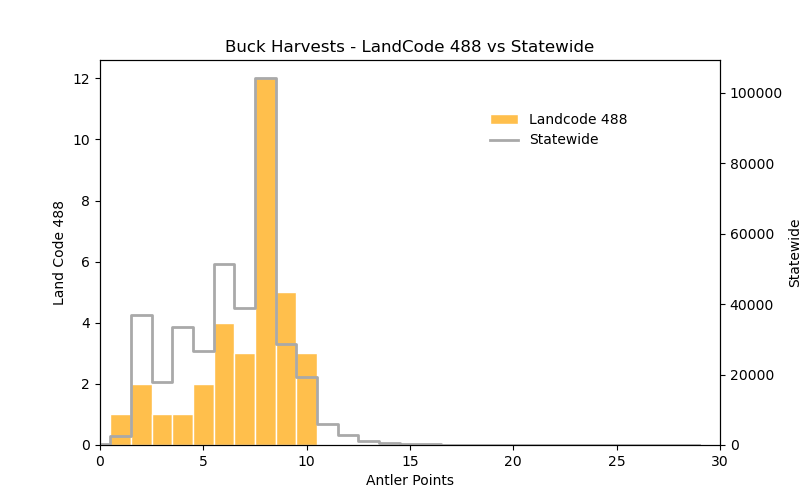 Buck Harvests - LandCode 488 vs Statewide
Land Code 488
12
10
8
6
4
2
0
Landcode 488
Statewide
100000
80000
60000
40000
20000
0
Statewide
0 5 10 15 20 25 30
Antler Points